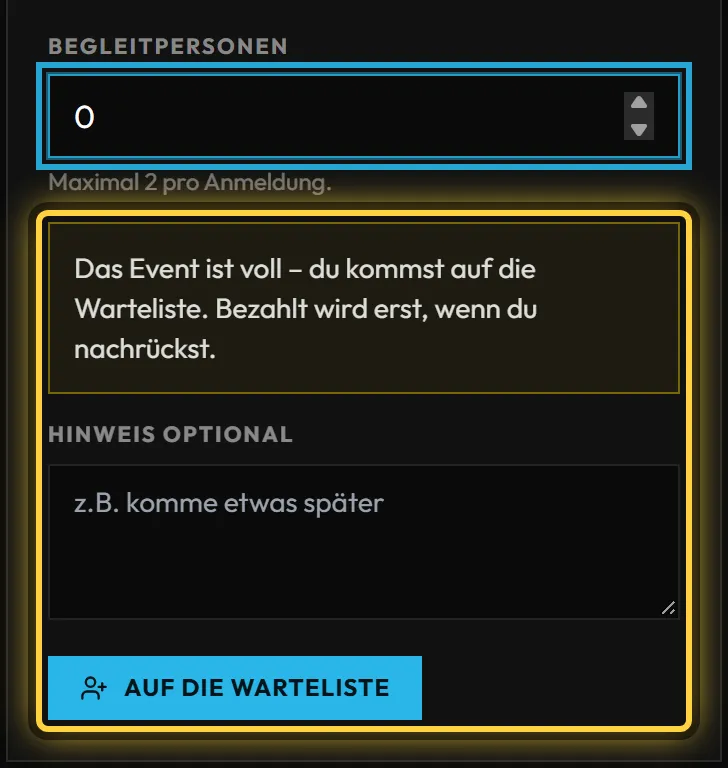 BEGLEITPERSONEN
0
Maximal 2 pro Anmeldung.
Das Event ist voll – du kommst auf die
Warteliste. Bezahlt wird erst, wenn du
nachrückst.
HINWEIS OPTIONAL
z.B. komme etwas später
AUF DIE WARTELISTE